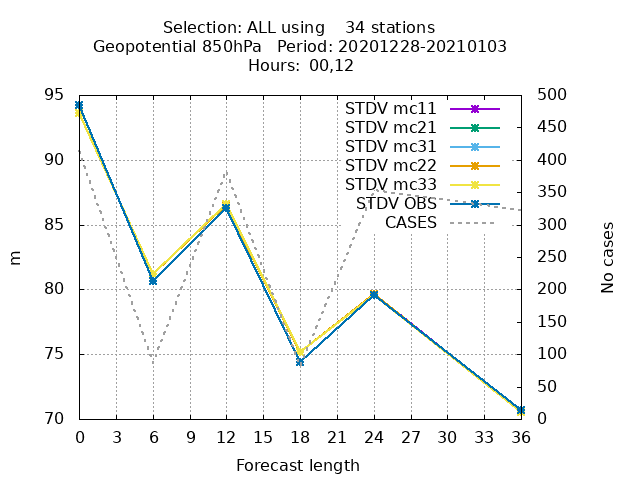 Selection: ALL using    34 stations
Geopotential 850hPa   Period: 20201228-20210103
Hours: 00,12
STDV mc11
STDV mc21
STDV mc31
STDV mc22
STDV mc33
STDV OBS
CASES
95
90
85
80
75
70
m
500
450
400
350
300
250
200
150
100
50
0
No cases
0 3 6 9 12 15 18 21 24 27 30 33 36
Forecast length